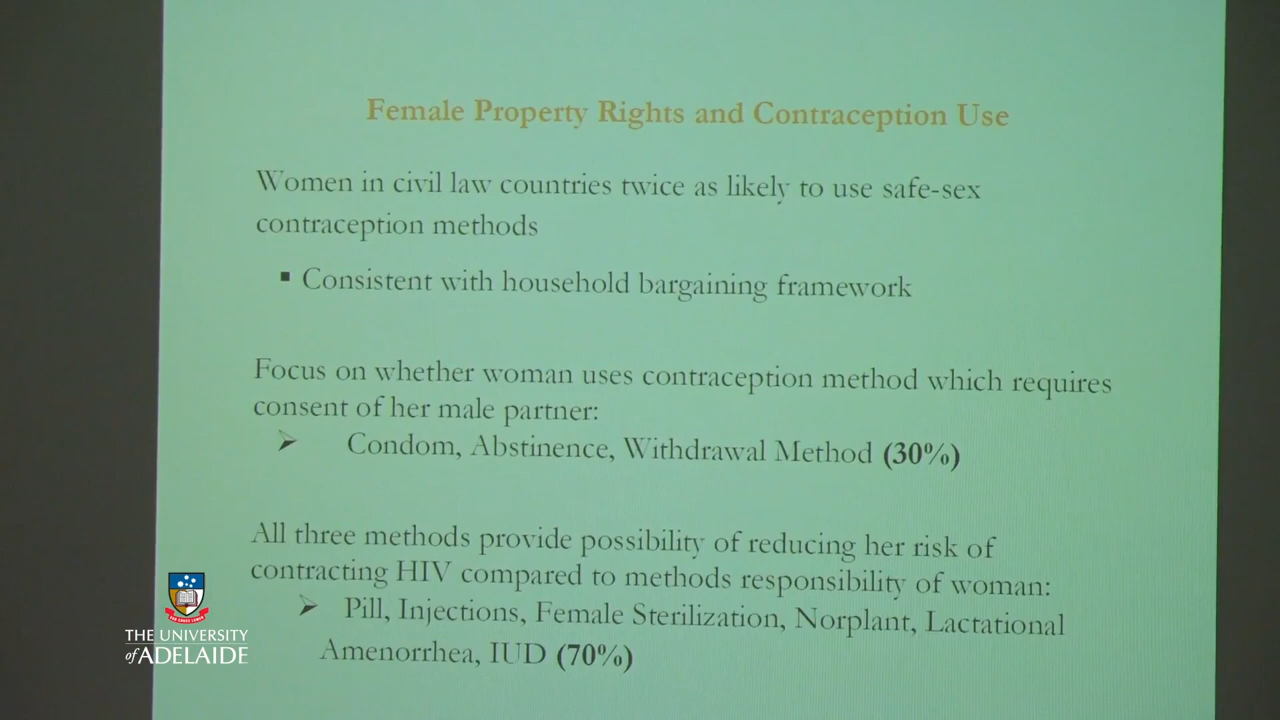 Female Property Rights and Contraception Use
Women in civil law countries twice as likely to use safe-sex
contraception methods
▪ Consistent with household bargaining framework
Focus on whether woman uses contraception method which requires
consent of her male partner:
➢ Condom, Abstinence, Withdrawal Method (30%)
All three methods provide possibility of reducing her risk of
contracting HIV compared to methods responsibility of woman:
➢ Pill, Injections, Female Sterilization, Norplant, Lactational
Amenorrhea, IUD (70%)
THE UNIVERSITY
of ADELAIDE